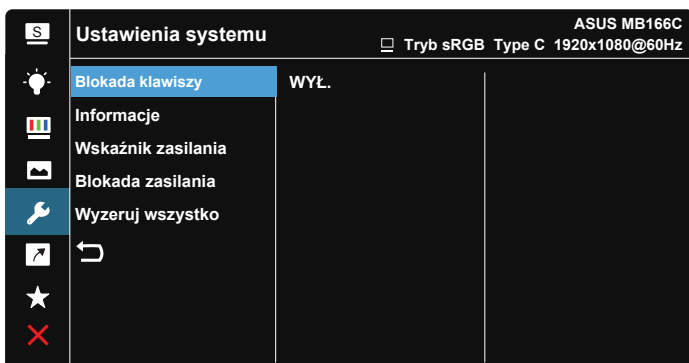 S
Ustawienia systemu
ASUS MB166C
Tryb sRGB Type C 1920x1080@60Hz
Blokada klawiszy
WYŁ.
Informacje
Wskaźnik zasilania
Blokada zasilania
Wyzeruj wszystko